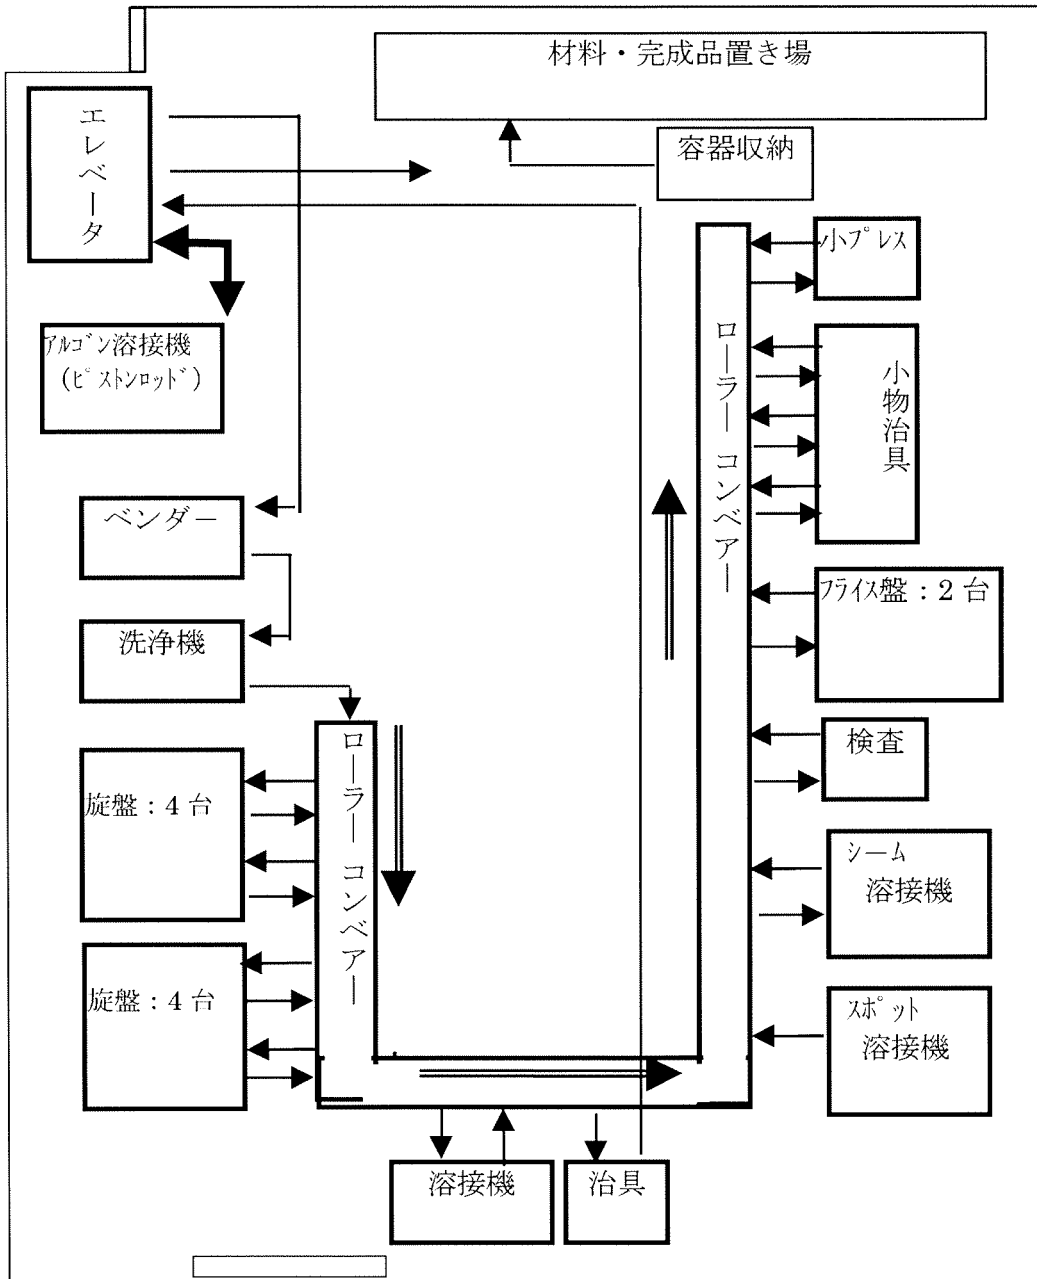 材料・完成品置き場
エレベータ
容器収納
小プレス
アルゴン溶接機
(ピストンロッド)
ローラー コンベアー
小物治具
ベンダー
フライス盤:2台
洗浄機
検査
ローラー コンベアー
旋盤:4台
シーム
溶接機
旋盤:4台
スポット
溶接機
溶接機
治具